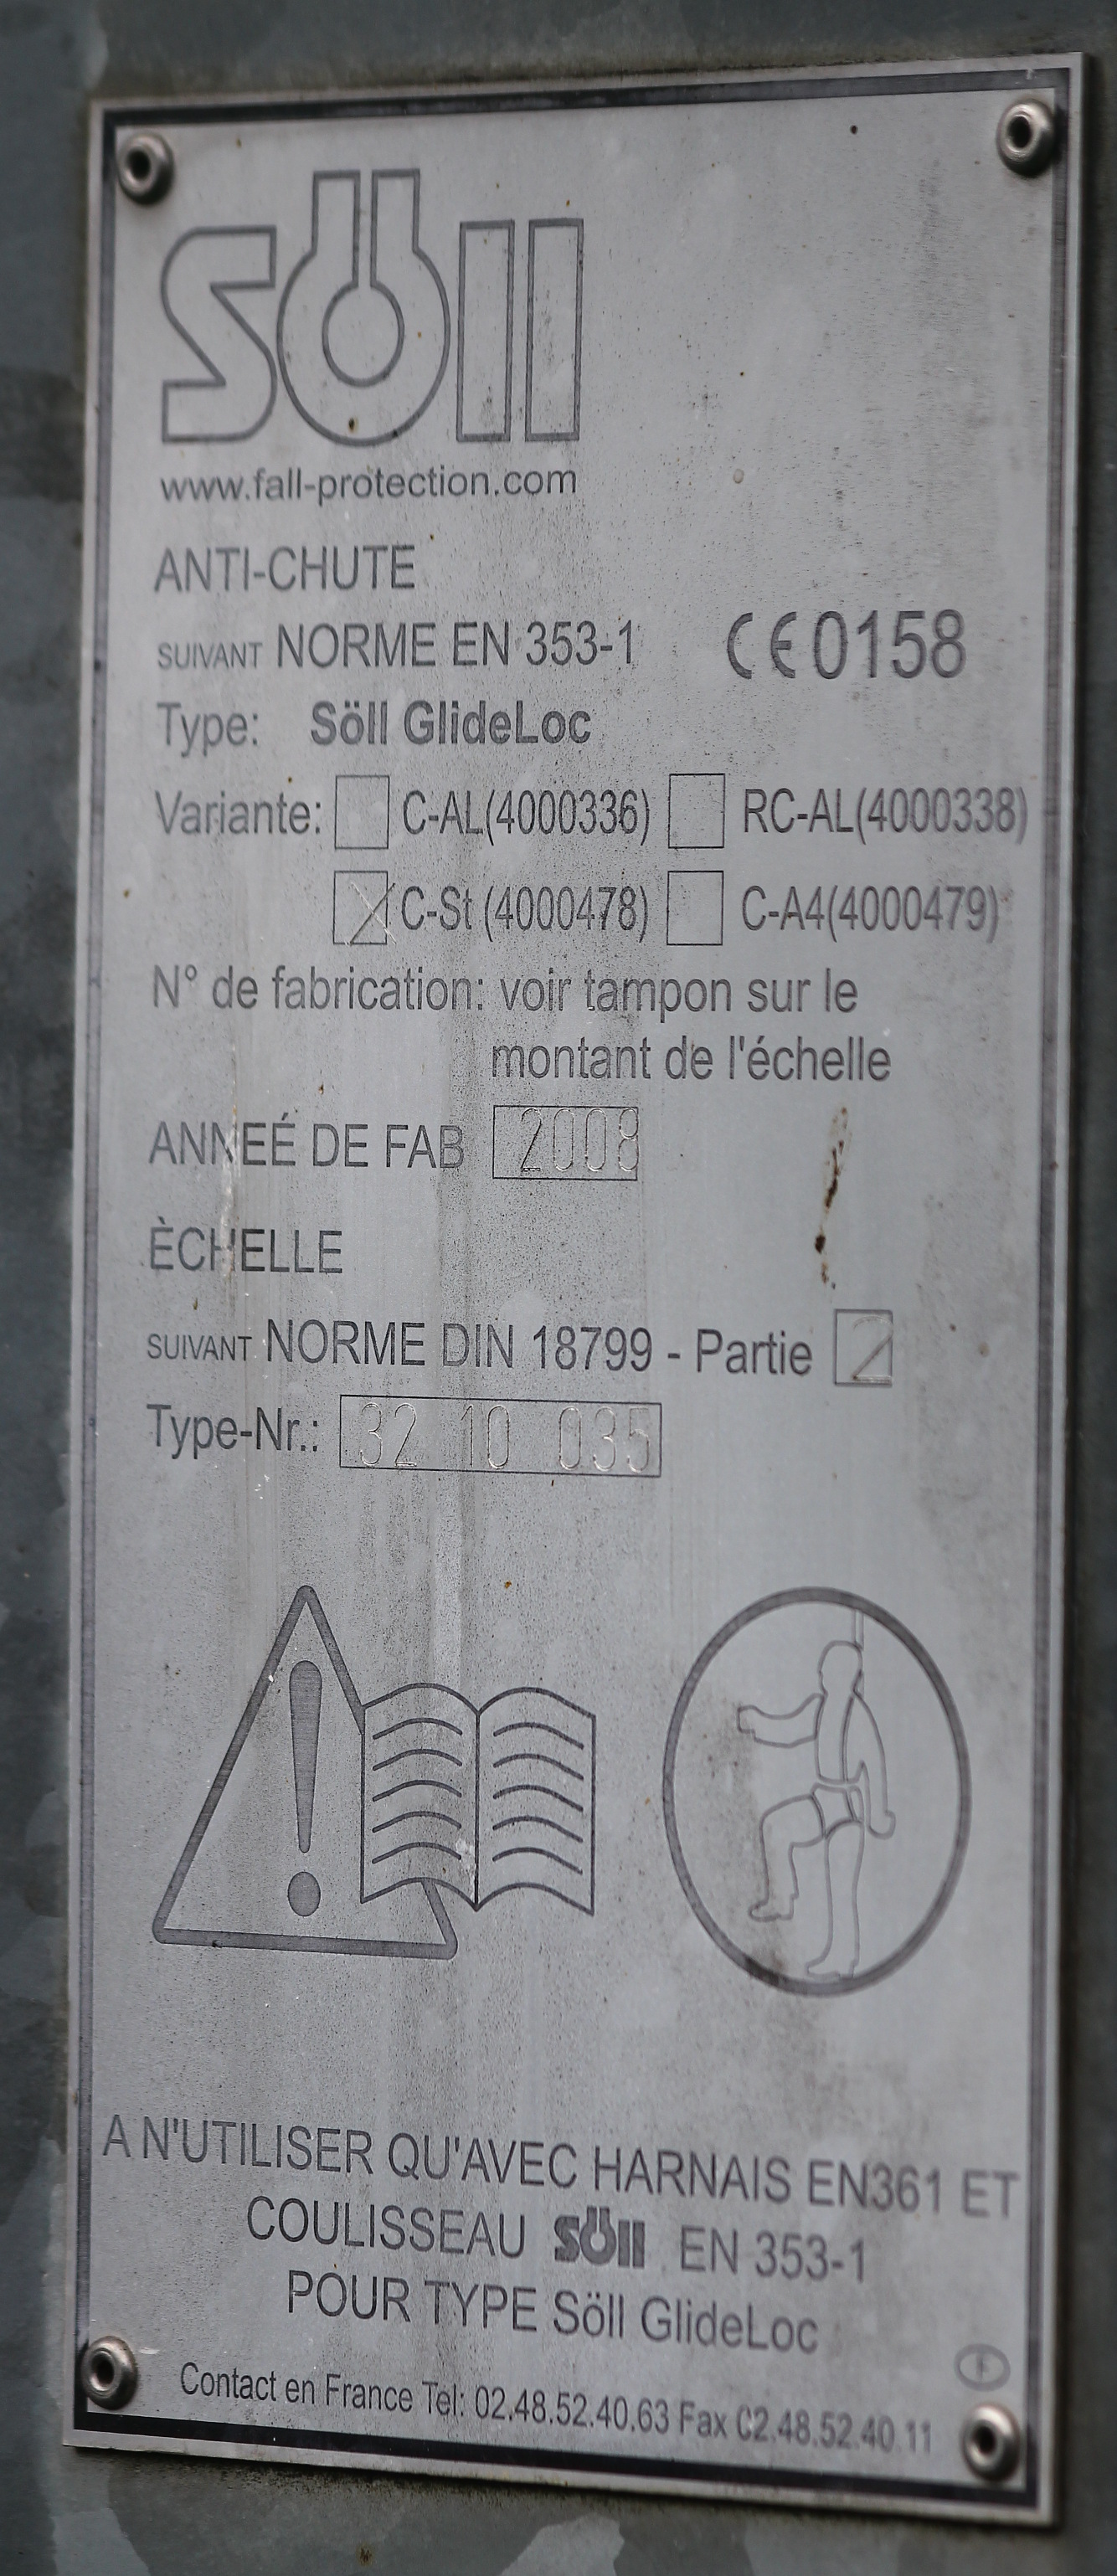 söll
www.fall-protection.com
ANTI-CHUTE
SUIVANT NORME EN 353-1 CE 0158
Type: Söll GlideLoc
Variante: C-AL(4000336) RC-AL(4000338)
C-St (4000478) C-A4(4000479)
N° de fabrication: voir tampon sur le
montant de l'échelle
ANNEÉ DE FAB 2008
ÈCHELLE
SUIVANT NORME DIN 18799 - Partie 2
Type-Nr.: 32 10 035
A N'UTILISER QU'AVEC HARNAIS EN361 ET
COULISSEAU söll EN 353-1
POUR TYPE Söll GlideLoc
Contact en France Tel: 02.48.52.40.63 Fax 02.48.52.40.11